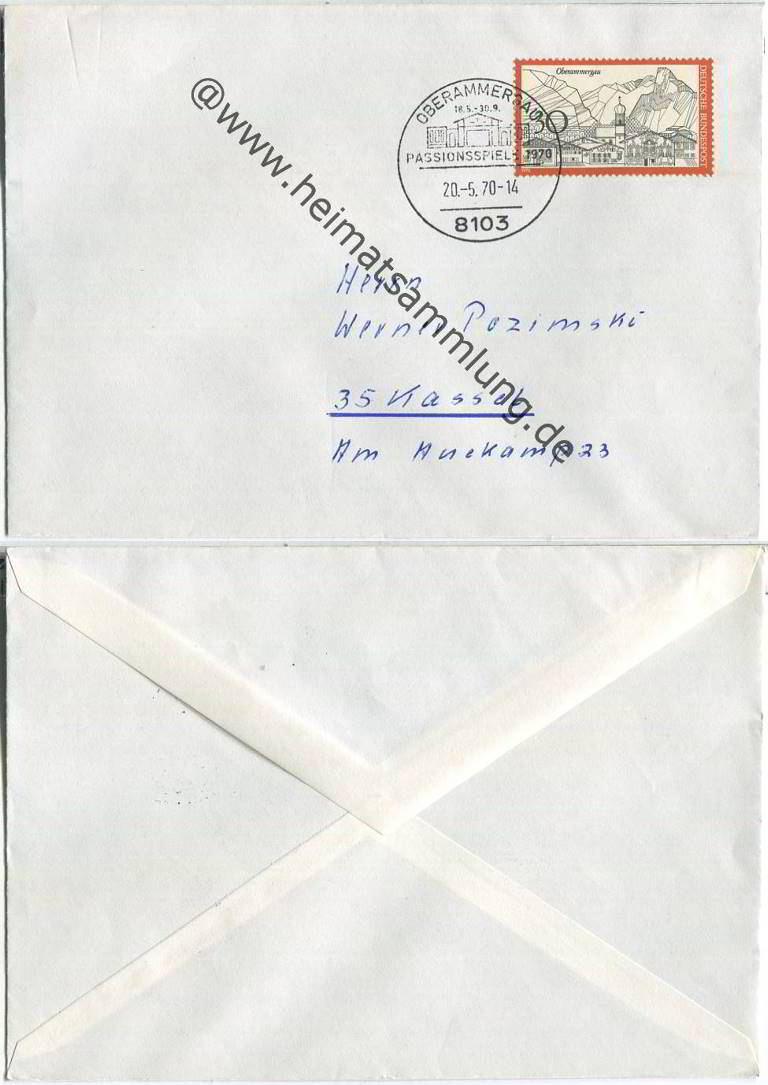 Oberammergau
30
DEUTSCHE BUNDESPOST
OBERAMMERGAU
18.5.-30.9.
PASSIONSSPIELE 1970
20.-5.70-14
8103
@www.heimatsammlung.de
Herrn
Werner Pozimski
35 Kassel
Am Auekamp 23